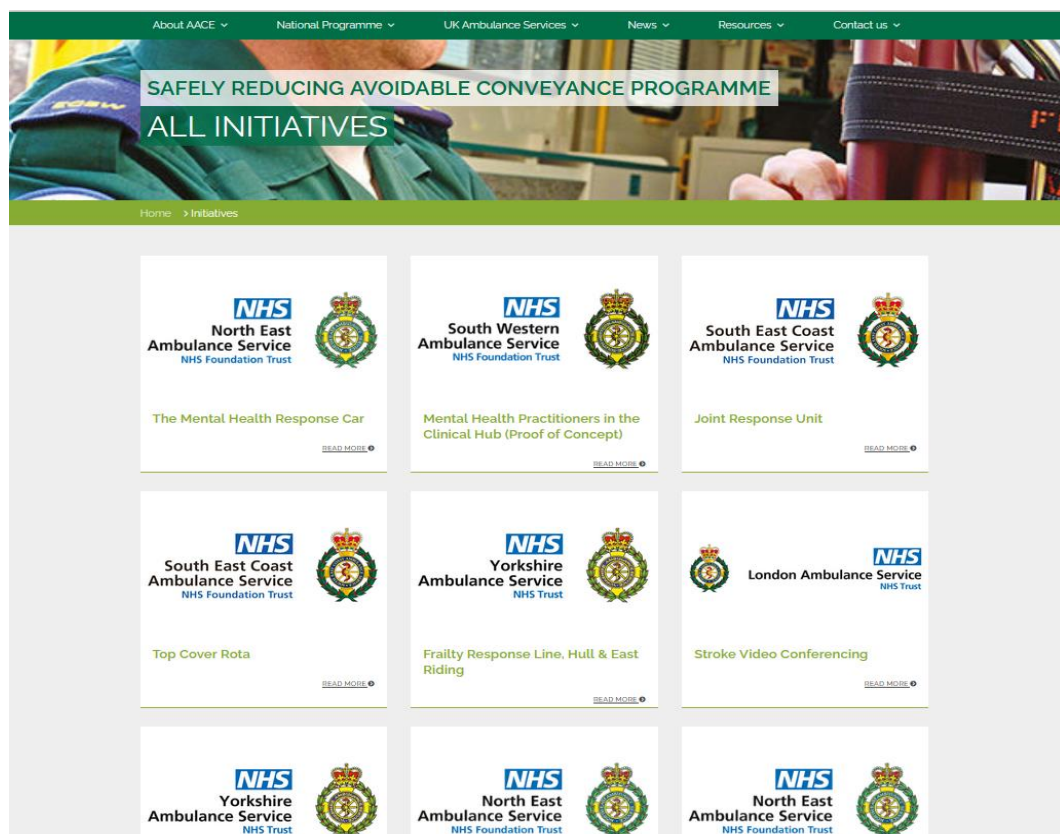 About AACE National Programme UK Ambulance Services News Resources Contact us
SAFELY REDUCING AVOIDABLE CONVEYANCE PROGRAMME
ALL INITIATIVES
Home > Initiatives
NHS
North East
Ambulance Service
NHS Foundation Trust
The Mental Health Response Car
READ MORE
NHS
South Western
Ambulance Service
NHS Foundation Trust
Mental Health Practitioners in the
Clinical Hub (Proof of Concept)
READ MORE
NHS
South East Coast
Ambulance Service
NHS Foundation Trust
Joint Response Unit
READ MORE
NHS
South East Coast
Ambulance Service
NHS Foundation Trust
Top Cover Rota
READ MORE
NHS
Yorkshire
Ambulance Service
NHS Trust
Frailty Response Line, Hull & East
Riding
READ MORE
NHS
London Ambulance Service
NHS Trust
Stroke Video Conferencing
READ MORE
NHS
Yorkshire
Ambulance Service
NHS Trust
NHS
North East
Ambulance Service
NHS Foundation Trust
NHS
North East
Ambulance Service
NHS Foundation Trust